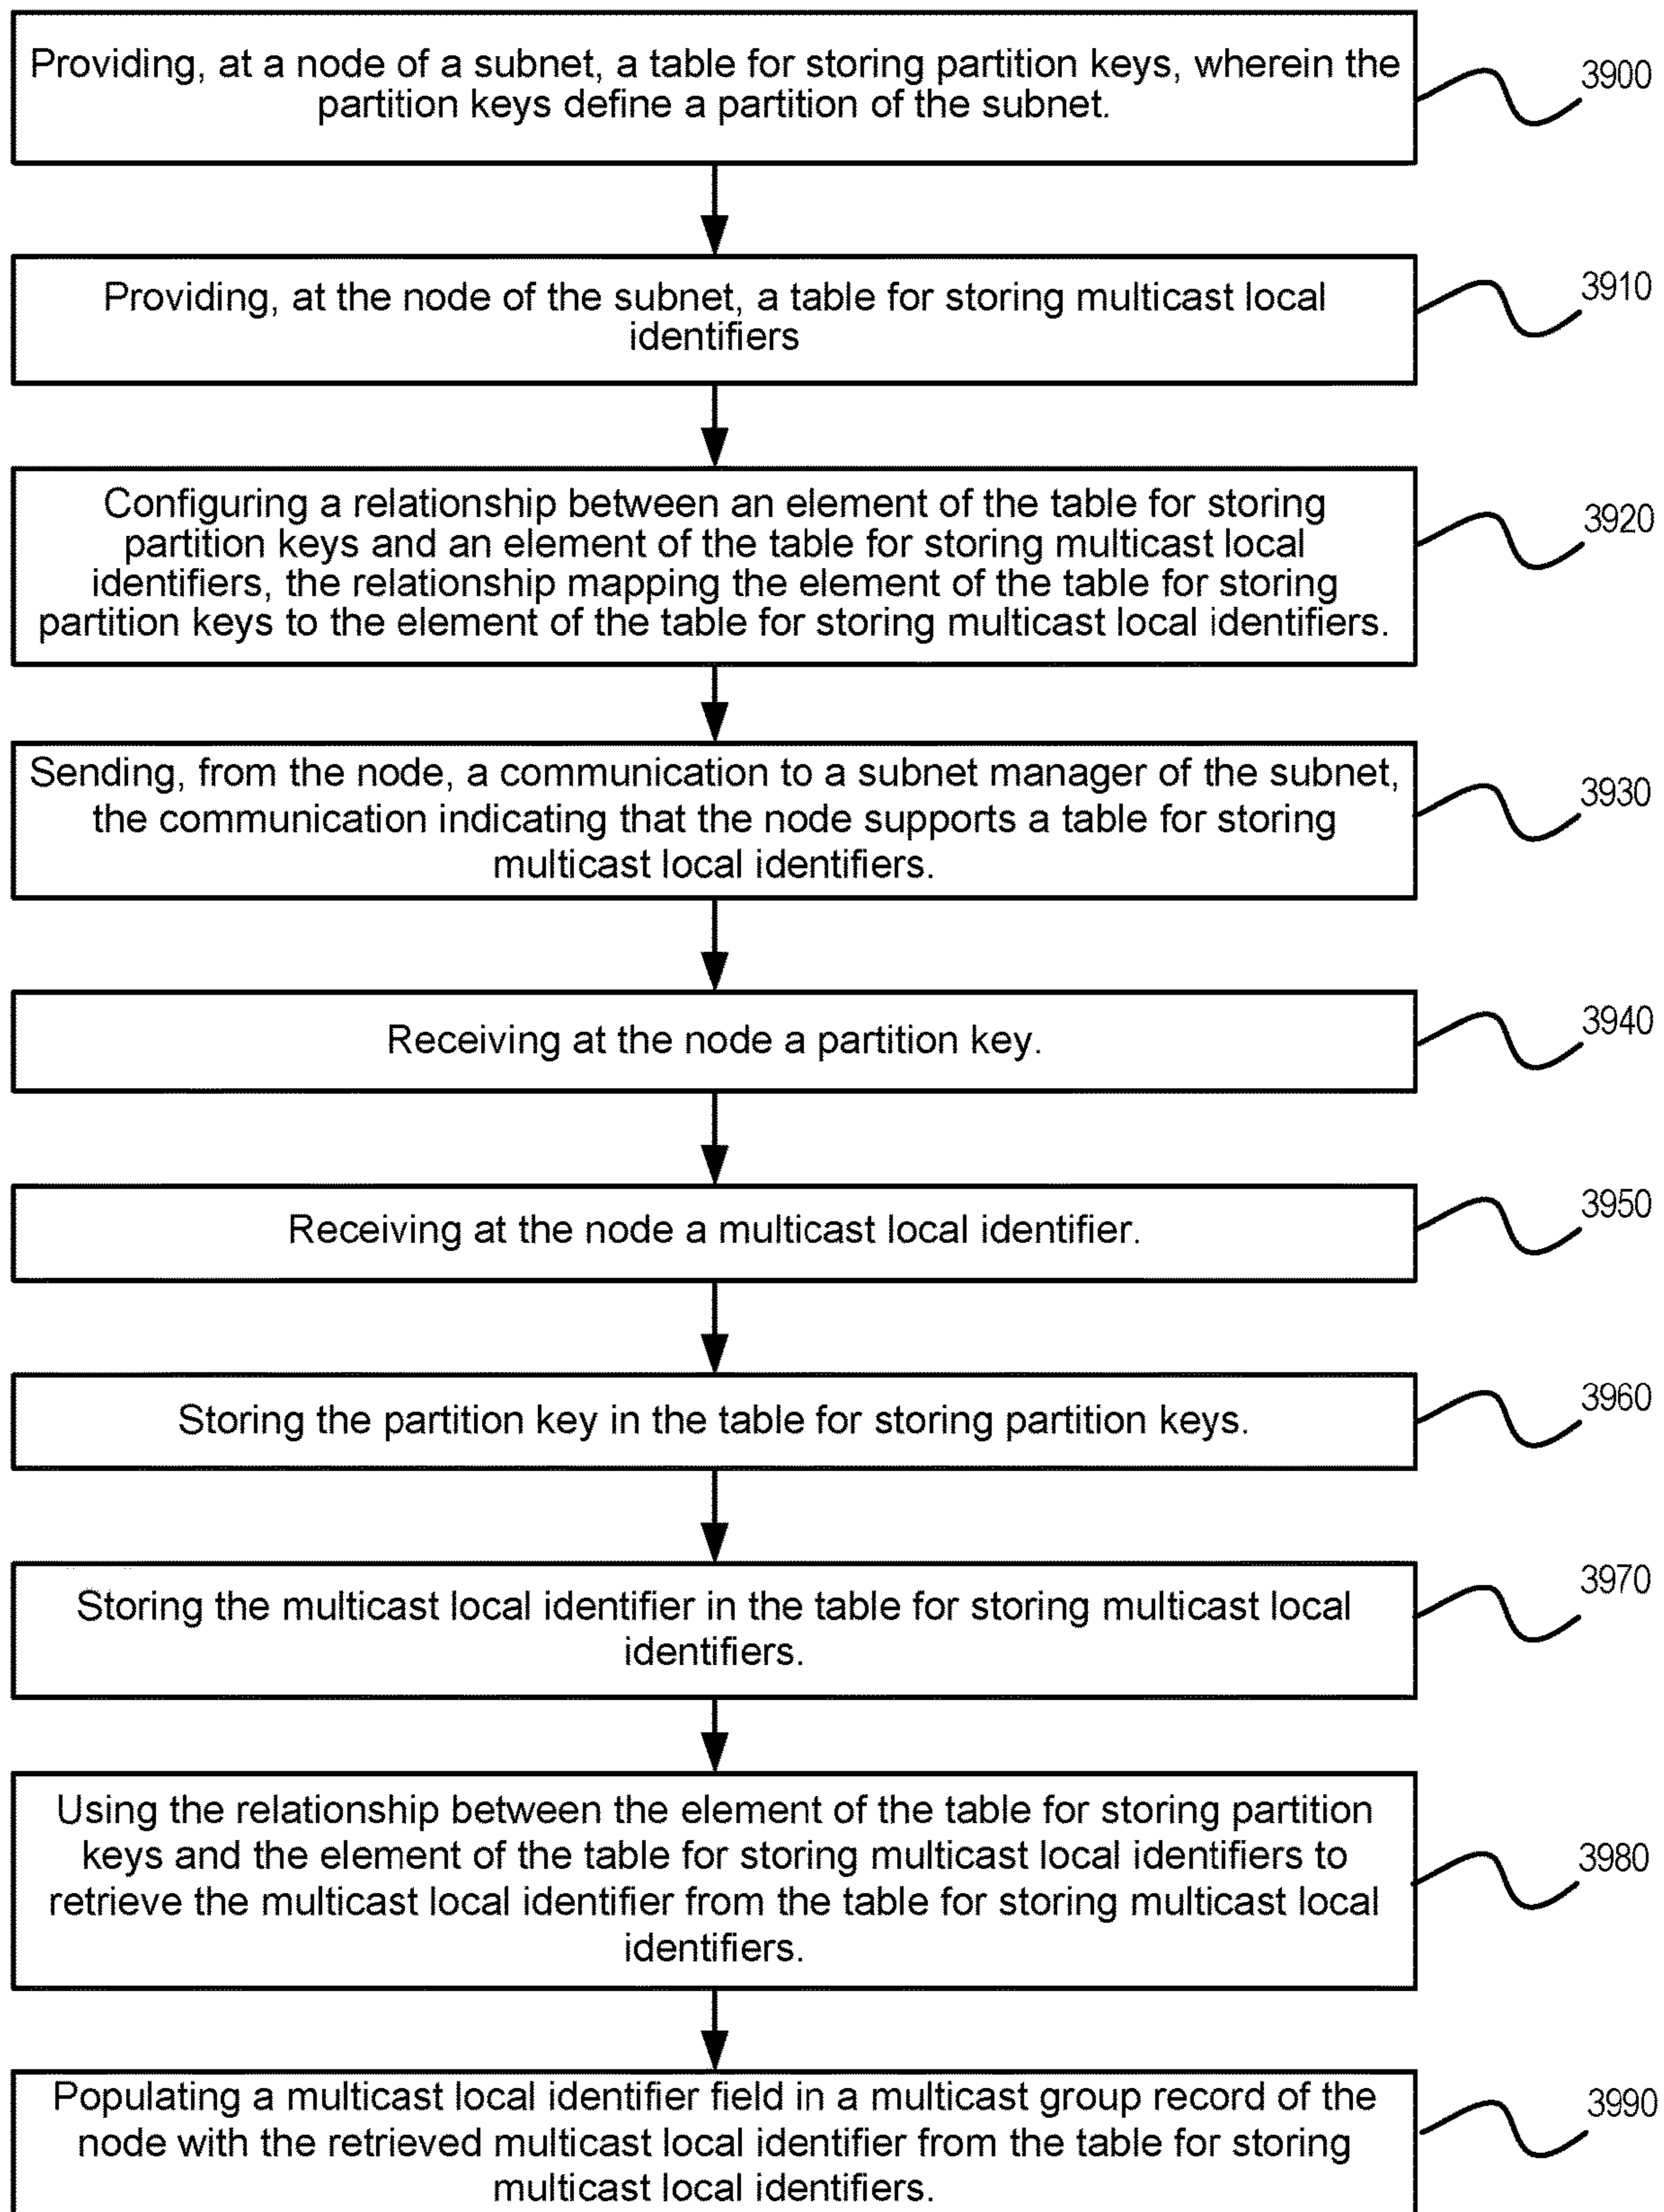 Providing, at a node of a subnet, a table for storing partition keys, wherein the
partition keys define a partition of the subnet.
3900
Providing, at the node of the subnet, a table for storing multicast local
identifiers
3910
Configuring a relationship between an element of the table for storing
partition keys and an element of the table for storing multicast local
identifiers, the relationship mapping the element of the table for storing
partition keys to the element of the table for storing multicast local identifiers.
3920
Sending, from the node, a communication to a subnet manager of the subnet,
the communication indicating that the node supports a table for storing
multicast local identifiers.
3930
Receiving at the node a partition key.
3940
Receiving at the node a multicast local identifier.
3950
Storing the partition key in the table for storing partition keys.
3960
Storing the multicast local identifier in the table for storing multicast local
identifiers.
3970
Using the relationship between the element of the table for storing partition
keys and the element of the table for storing multicast local identifiers to
retrieve the multicast local identifier from the table for storing multicast local
identifiers.
3980
Populating a multicast local identifier field in a multicast group record of the
node with the retrieved multicast local identifier from the table for storing
multicast local identifiers.
3990